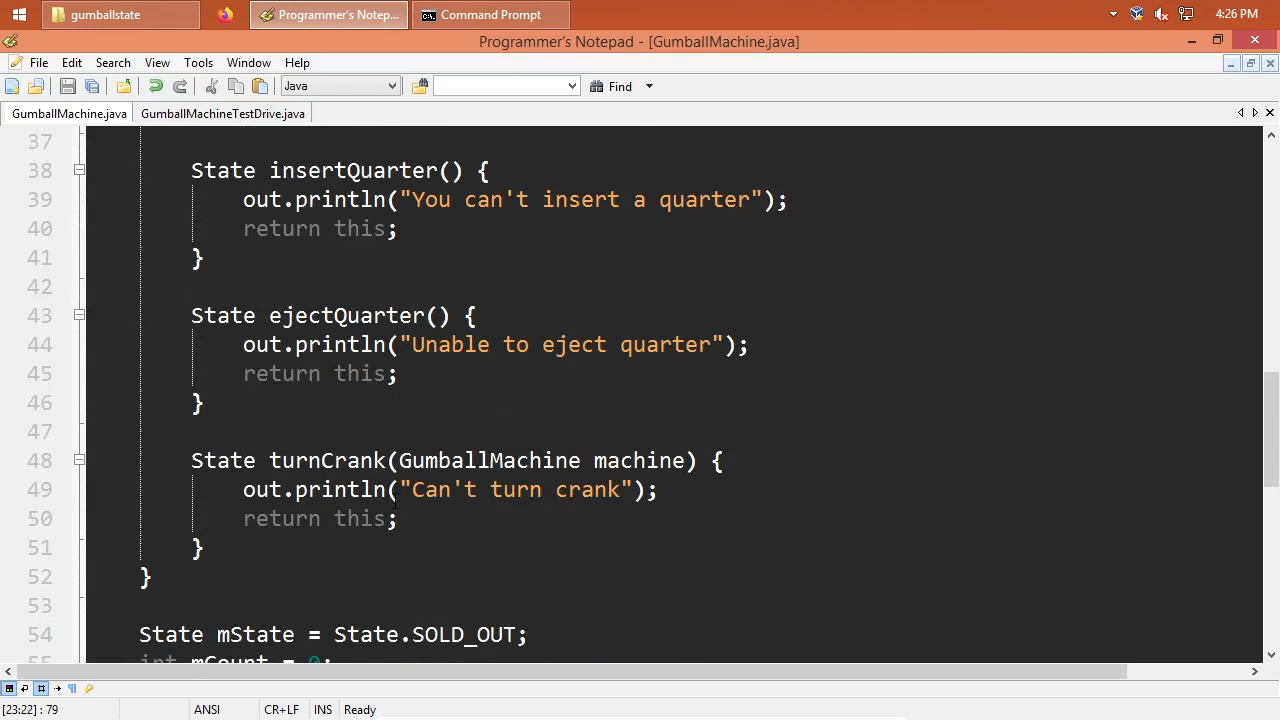 gumballstate
Programmer's Notep...
Command Prompt
4:26 PM
Programmer's Notepad - [GumballMachine.java]
File Edit Search View Tools Window Help
Java
Find
GumballMachine.java
GumballMachineTestDrive.java
37
38 State insertQuarter() {
39 out.println("You can't insert a quarter");
40 return this;
41 }
42
43 State ejectQuarter() {
44 out.println("Unable to eject quarter");
45 return this;
46 }
47
48 State turnCrank(GumballMachine machine) {
49 out.println("Can't turn crank");
50 return this;
51 }
52 }
53
54 State mState = State.SOLD_OUT;
55 int mCount = 0;
[23:22] : 79 ANSI CR+LF INS Ready